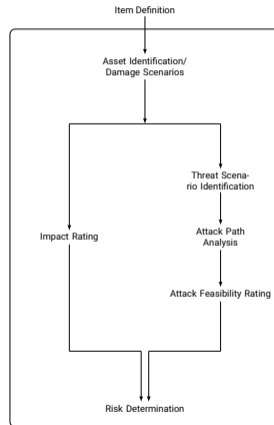 Item Definition
Asset Identification/
Damage Scenarios
Threat Scena-
rio Identification
Impact Rating
Attack Path
Analysis
Attack Feasibility Rating
Risk Determination